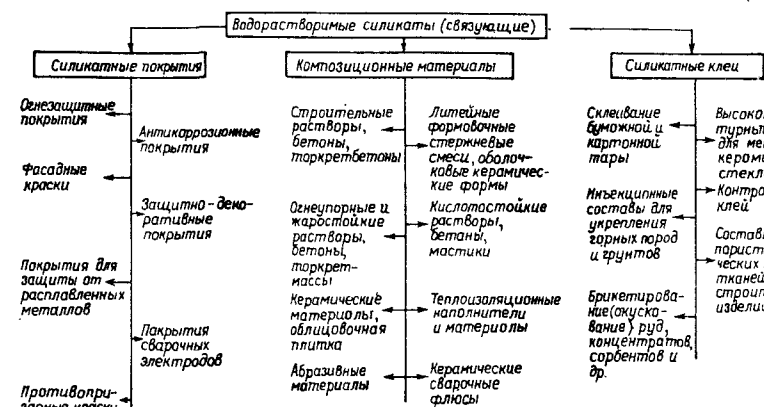 Водорастворимые силикаты (связующие)
Силикатные покрытия
Огнезащитные
покрытия
Антикоррозионные
покрытия
Фасадные
краски
Защитно-деко-
ративные
покрытия
Покрытия для
защиты от
расплавленных
металлов
Покрытия
сварочных
электродов
Противопри-
Композиционные материалы
Строительные
растворы,
бетоны,
торкретбетоны
Литейные
формовочные
стержневые
смеси, оболоч-
ковые керамичес-
кие формы
Огнеупорные и
жаростойкие
растворы,
бетоны,
торкрет-
массы
Кислотостойкие
растворы,
бетоны,
мастики
Керамические
материалы,
облицовочная
плитка
Теплоизоляционные
наполнители
и материалы
Абразивные
материалы
Керамические
сварочные
флюсы
Силикатные клеи
Склеивание
бумажной и
картонной
тары
для
Инъекционные
составы для
укрепления
горных пород
и грунтов
клей
тканей
Брикетирова-
ние (окуско-
вание) руд,
концентратов,
сорбентов и
др.